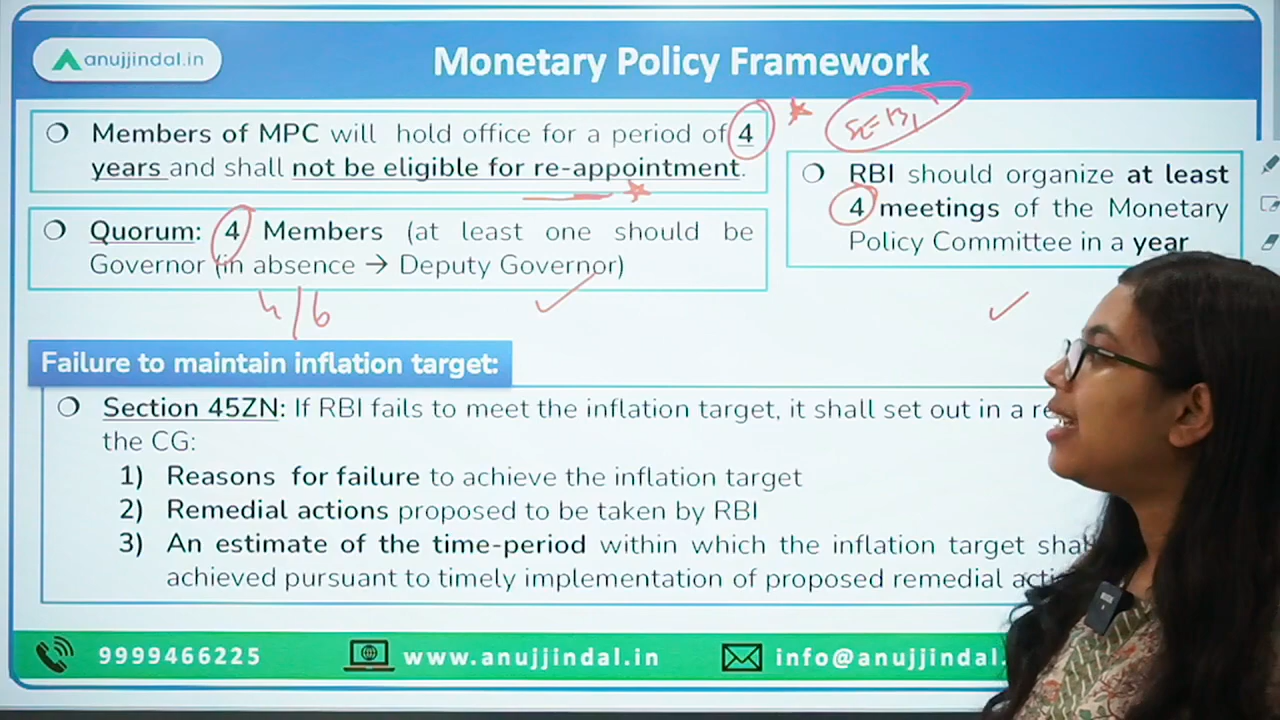 anujjindal.in
Monetary Policy Framework
Members of MPC will hold office for a period of 4
years and shall not be eligible for re-appointment.
Quorum: 4 Members (at least one should be
Governor (in absence → Deputy Governor)
4/6
RBI should organize at least
4 meetings of the Monetary
Policy Committee in a year
Failure to maintain inflation target:
Section 45ZN: If RBI fails to meet the inflation target, it shall set out in a re
the CG:
1) Reasons for failure to achieve the inflation target
2) Remedial actions proposed to be taken by RBI
3) An estimate of the time-period within which the inflation target shal
achieved pursuant to timely implementation of proposed remedial acti
9999466225
www.anujjindal.in
info@anujjindal.